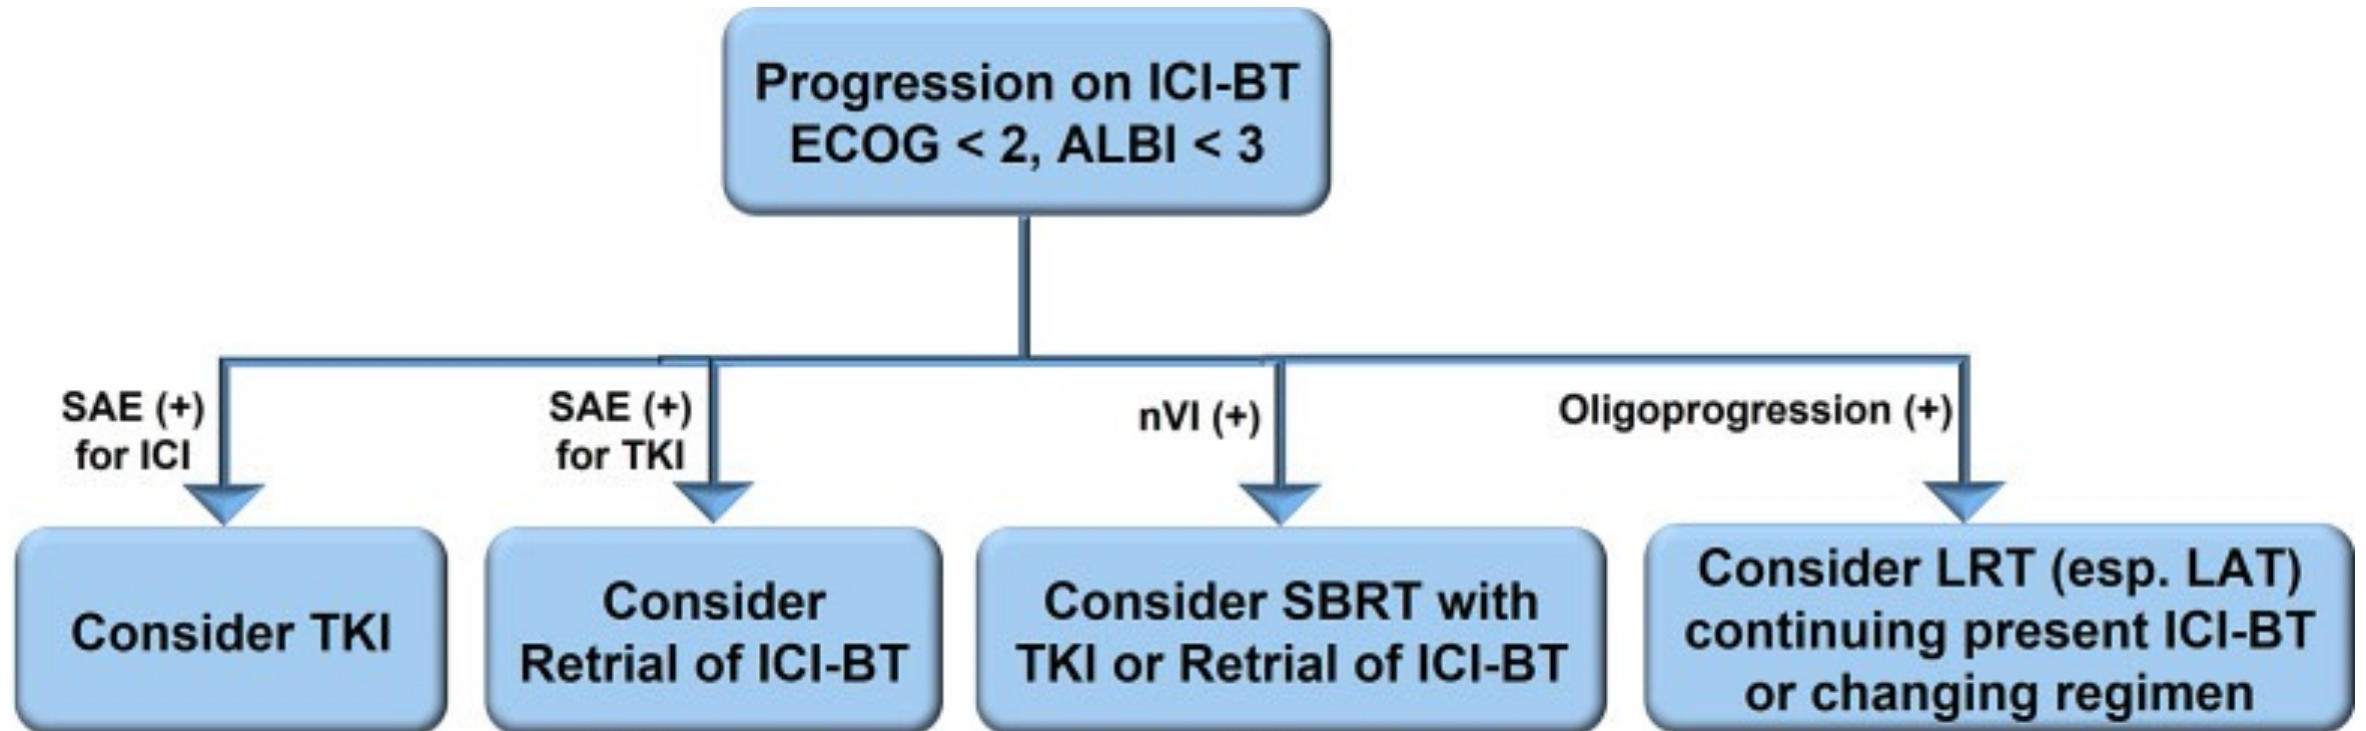 Progression on ICI-BT
ECOG < 2, ALBI < 3
SAE (+)
for ICI
SAE (+)
for TKI
nVI (+)
Oligoprogression (+)
Consider TKI
Consider
Retrial of ICI-BT
Consider SBRT with
TKI or Retrial of ICI-BT
Consider LRT (esp. LAT)
continuing present ICI-BT
or changing regimen